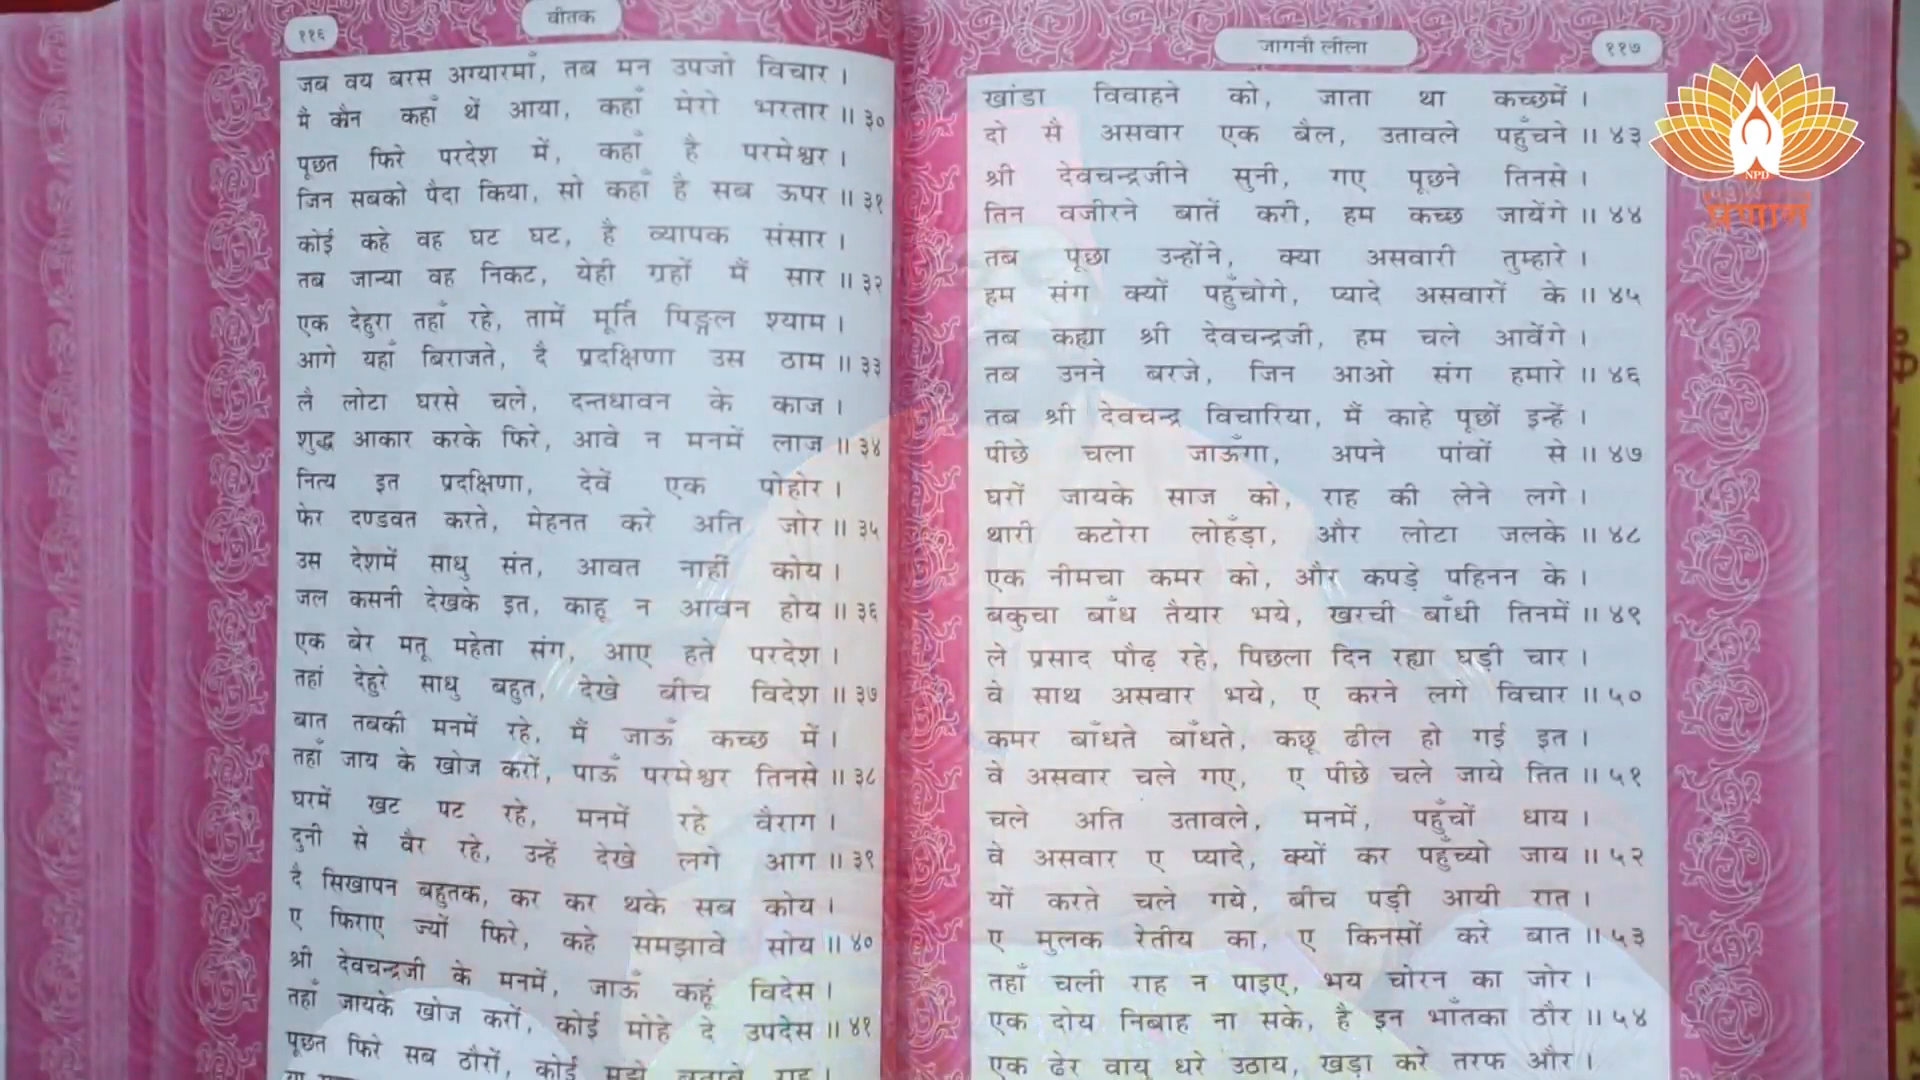 ११६
बीतक
जब वय बरस अग्यारमाँ, तब मन उपजो विचार ।
मै कौन कहाँ थें आया, कहाँ मेरो भरतार ॥ ३०
पूछत फिरे परदेश में, कहाँ है परमेश्वर ।
जिन सबको पैदा किया, सो कहाँ है सब ऊपर ॥ ३१
कोई कहे वह घट घट, है व्यापक संसार ।
तब जान्या वह निकट, येही ग्रहों मैं सार ॥ ३२
एक देहुरा तहाँ रहे, तामें मूर्ति पिङ्गल श्याम ।
आगे यहाँ बिराजते, दै प्रदक्षिणा उस ठाम ॥ ३३
लै लोटा घरसे चले, दन्तधावन के काज ।
शुद्ध आकार करके फिरे, आवे न मनमें लाज ॥ ३४
नित्य इत प्रदक्षिणा, देवें एक पोहोर ।
फेर दण्डवत करते, मेहनत करे अति जोर ॥ ३५
उस देशमें साधु संत, आवत नाहीं कोय ।
जल कसनी देखके इत, काहू न आवन होय ॥ ३६
एक बेर मतू महेता संग, आए हते परदेश ।
तहां देहुरे साधु बहुत, देखे बीच विदेश ॥ ३७
बात तबकी मनमें रहे, मैं जाऊँ कच्छ में ।
तहाँ जाय के खोज करों, पाऊँ परमेश्वर तिनसे ॥ ३८
घरमें खट पट रहे, मनमें रहे वैराग ।
दुनी से वैर रहे, उन्हें देखे लगे आग ॥ ३९
दै सिखापन बहुतक, कर कर थके सब कोय ।
ए फिराए ज्यों फिरे, कहे समझावे सोय ॥ ४०
श्री देवचन्द्रजी के मनमें, जाऊँ कहूं विदेस ।
तहाँ जायके खोज करों, कोई मोहे दे उपदेस ॥ ४१
पूछत फिरे सब ठौरों, कोई मुझे बतावे राह ।
जागनी लीला
११७
खांडा विवाहने को, जाता था कच्छमें ।
दो सै असवार एक बैल, उतावले पहुँचने ॥ ४३
श्री देवचन्द्रजीने सुनी, गए पूछने तिनसे ।
तिन वजीरने बातें करी, हम कच्छ जायेंगे ॥ ४४
तब पूछा उन्होंने, क्या असवारी तुम्हारे ।
हम संग क्यों पहुँचोगे, प्यादे असवारों के ॥ ४५
तब कह्या श्री देवचन्द्रजी, हम चले आवेंगे ।
तब उनने बरजे, जिन आओ संग हमारे ॥ ४६
तब श्री देवचन्द्र विचारिया, मैं काहे पूछों इन्हें ।
पीछे चला जाऊँगा, अपने पांवों से ॥ ४७
घरों जायके साज को, राह की लेने लगे ।
थारी कटोरा लोहँड़ा, और लोटा जलके ॥ ४८
एक नीमचा कमर को, और कपड़े पहिनन के ।
बकुचा बाँध तैयार भये, खरची बाँधी तिनमें ॥ ४९
ले प्रसाद पौढ़ रहे, पिछला दिन रह्या घड़ी चार ।
वे साथ असवार भये, ए करने लगे विचार ॥ ५०
कमर बाँधते बाँधते, कछू ढील हो गई इत ।
वे असवार चले गए, ए पीछे चले जाये तित ॥ ५१
चले अति उतावले, मनमें, पहुँचों धाय ।
वे असवार ए प्यादे, क्यों कर पहुँच्यो जाय ॥ ५२
यों करते चले गये, बीच पड़ी आयी रात ।
ए मुलक रेतीय का, ए किनसों करे बात ॥ ५३
तहाँ चली राह न पाइए, भय चोरन का जोर ।
एक दोय निबाह ना सके, है इन भाँतका ठौर ॥ ५४
एक ढेर वायु धरे उठाय, खड़ा करे तरफ और ।
NPD